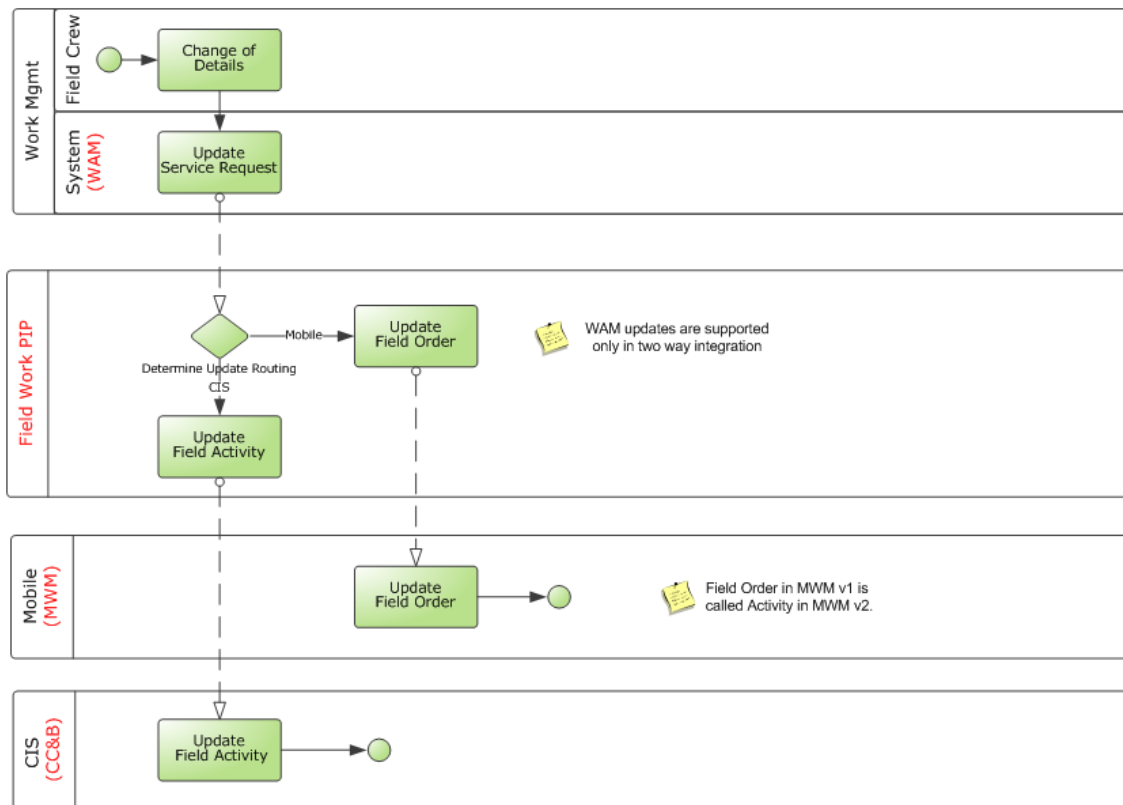 Work Mgmt
Field Crew
Change of
Details
System
(WAM)
Update
Service Request
Field Work PIP
Mobile
Update
Field Order
WAM updates are supported
only in two way integration
Determine Update Routing
CIS
Update
Field Activity
Mobile
(MWM)
Update
Field Order
Field Order in MWM v1 is
called Activity in MWM v2.
CIS
(CC&B)
Update
Field Activity